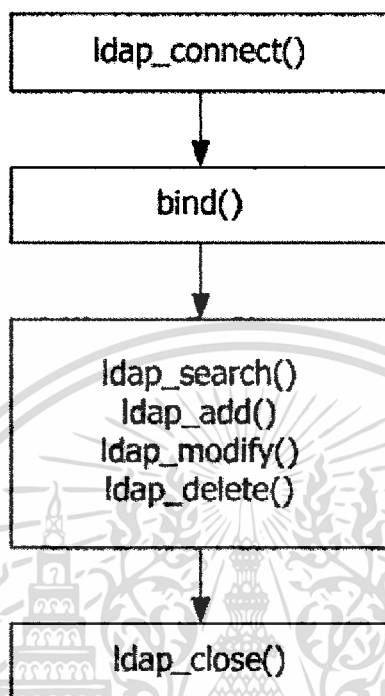 ldap_connect()
bind()
ldap_search()
ldap_add()
ldap_modify()
ldap_delete()
ldap_close()